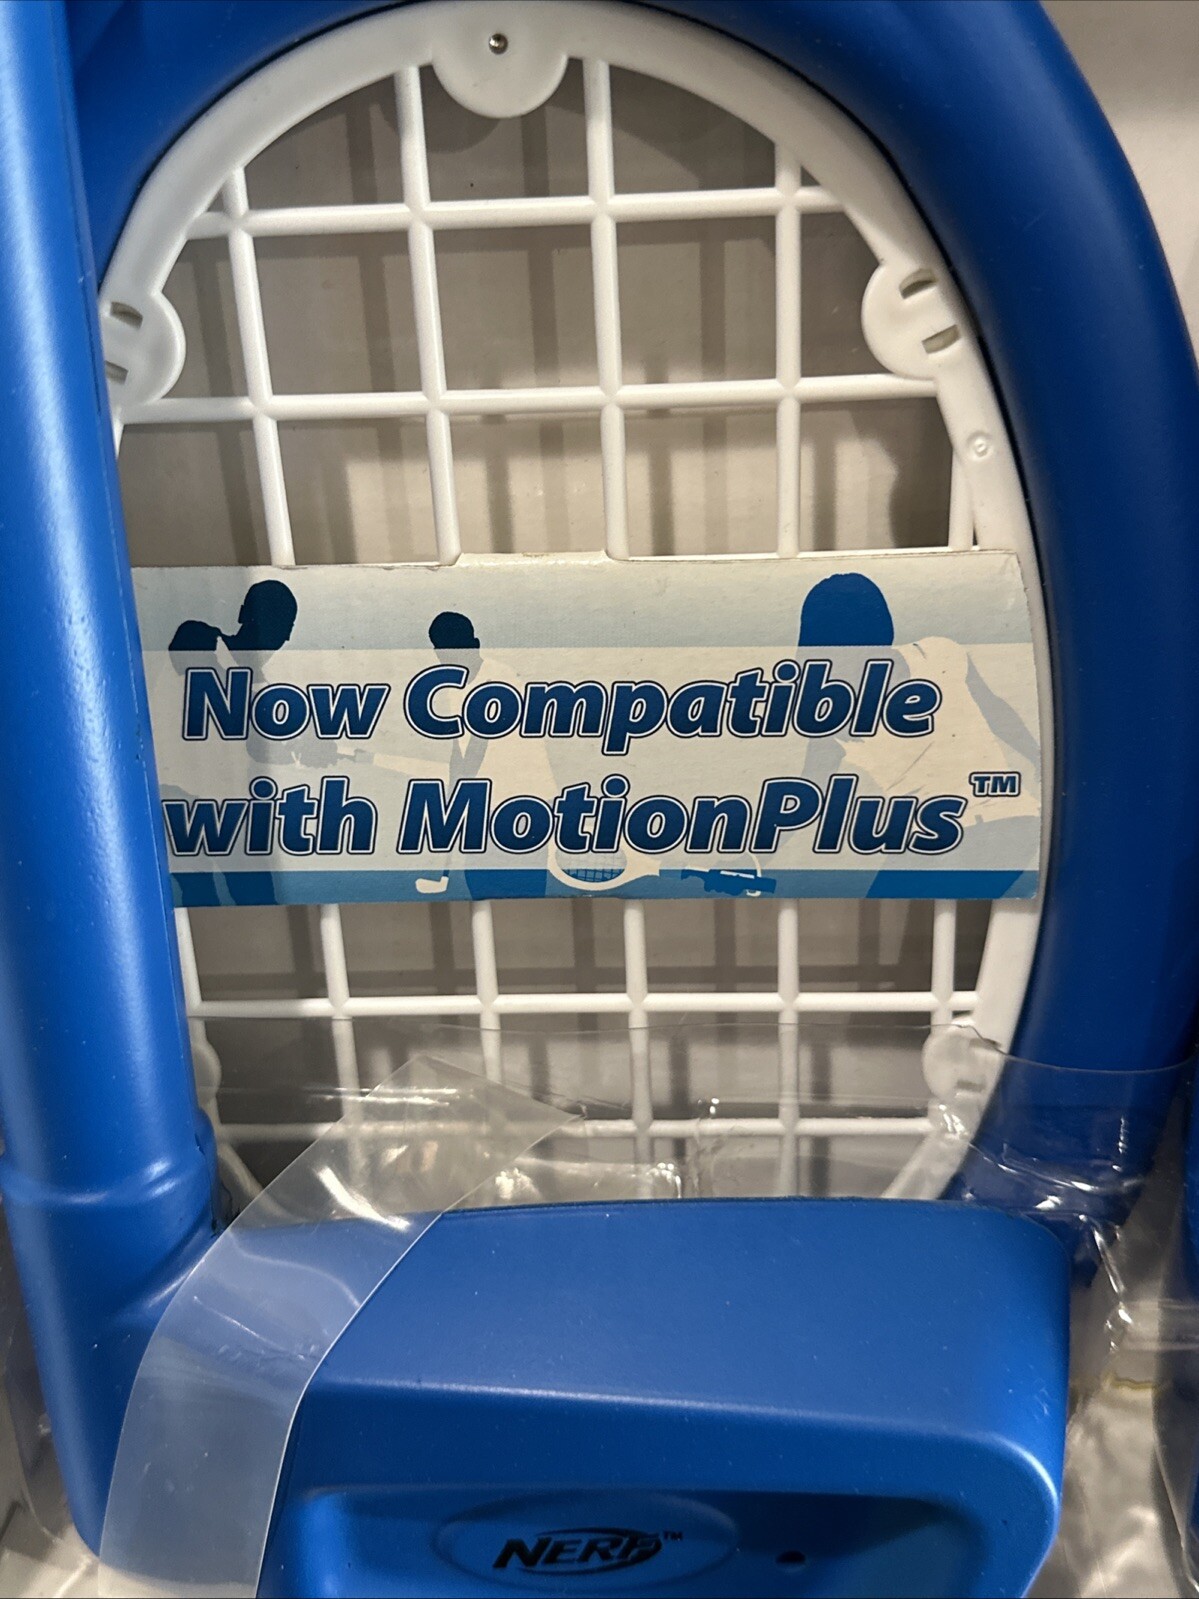 Now Compatible
with MotionPlus™
NERF™